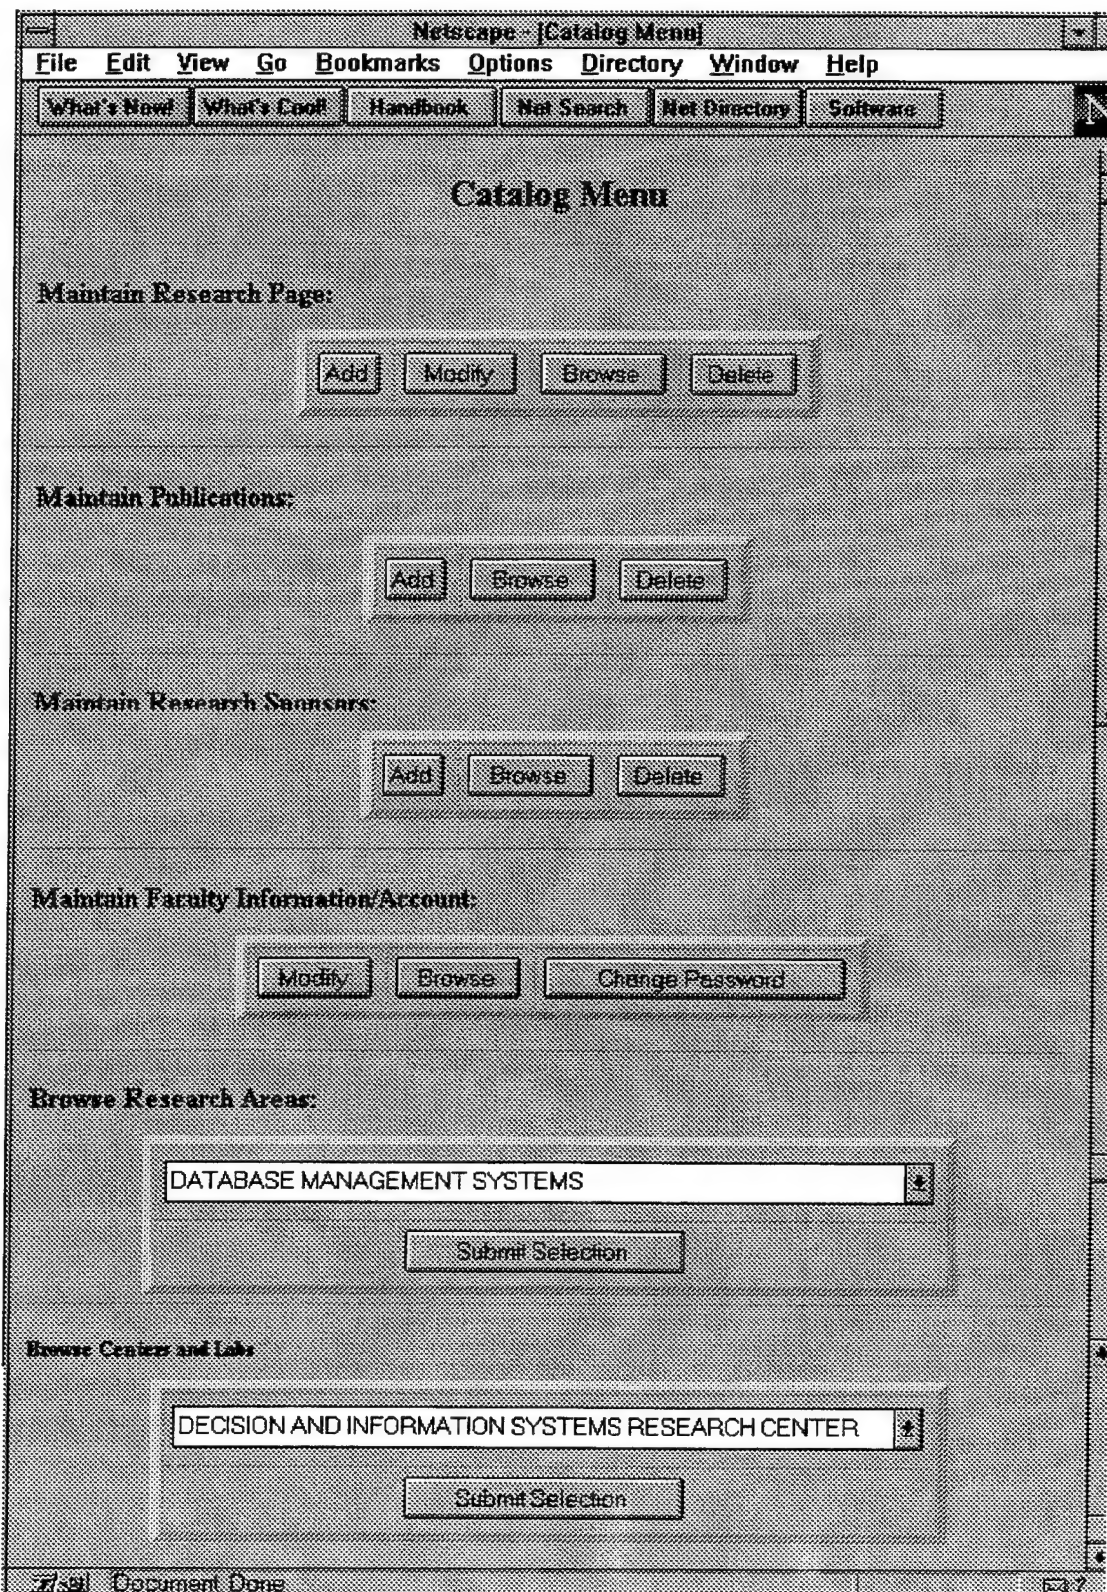 Netscape - [Catalog Menu]
File Edit View Go Bookmarks Options Directory Window Help
What's New! What's Cool! Handbook Net Search Net Directory Software
N
Catalog Menu
Maintain Research Page:
Add Modify Browse Delete
Maintain Publications:
Add Browse Delete
Maintain Research Sponsors:
Add Browse Delete
Maintain Faculty Information/Account:
Modify Browse Change Password
Browse Research Areas:
DATABASE MANAGEMENT SYSTEMS
Submit Selection
Browse Centers and Labs
DECISION AND INFORMATION SYSTEMS RESEARCH CENTER
Submit Selection
Document Done
?